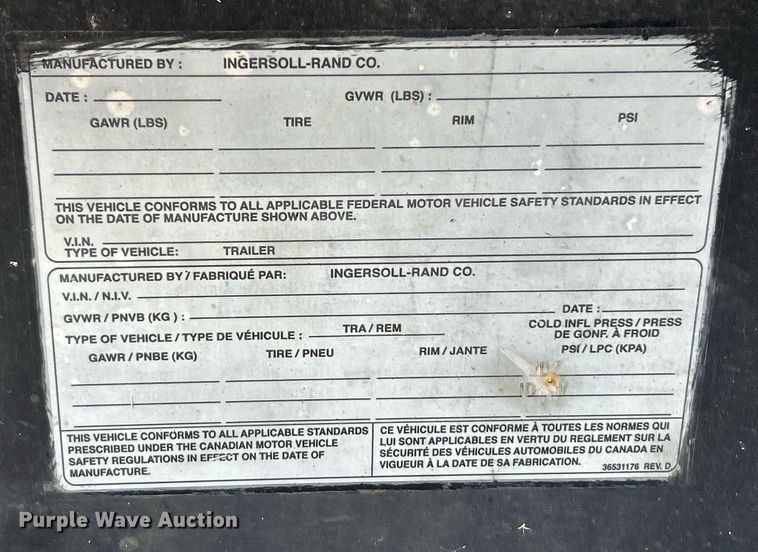 MANUFACTURED BY : INGERSOLL-RAND CO.
DATE : GVWR (LBS) :
GAWR (LBS) TIRE RIM PSI
THIS VEHICLE CONFORMS TO ALL APPLICABLE FEDERAL MOTOR VEHICLE SAFETY STANDARDS IN EFFECT
ON THE DATE OF MANUFACTURE SHOWN ABOVE.
V.I.N.
TYPE OF VEHICLE: TRAILER
MANUFACTURED BY / FABRIQUÉ PAR: INGERSOLL-RAND CO.
V.I.N. / N.I.V.
GVWR / PNVB (KG ) : DATE :
TYPE OF VEHICLE / TYPE DE VÉHICULE : TRA / REM
COLD INFL PRESS / PRESS
DE GONF. À FROID
GAWR / PNBE (KG) TIRE / PNEU RIM / JANTE PSI / LPC (KPA)
THIS VEHICLE CONFORMS TO ALL APPLICABLE STANDARDS
PRESCRIBED UNDER THE CANADIAN MOTOR VEHICLE
SAFETY REGULATIONS IN EFFECT ON THE DATE OF
MANUFACTURE.
CE VÉHICULE EST CONFORME À TOUTES LES NORMES QUI
LUI SONT APPLICABLES EN VERTU DU REGLEMENT SUR LA
SÉCURITÉ DES VÉHICULES AUTOMOBILES DU CANADA EN
VIGUEUR À LA DATE DE SA FABRICATION.
36531176 REV. D
Purple Wave Auction